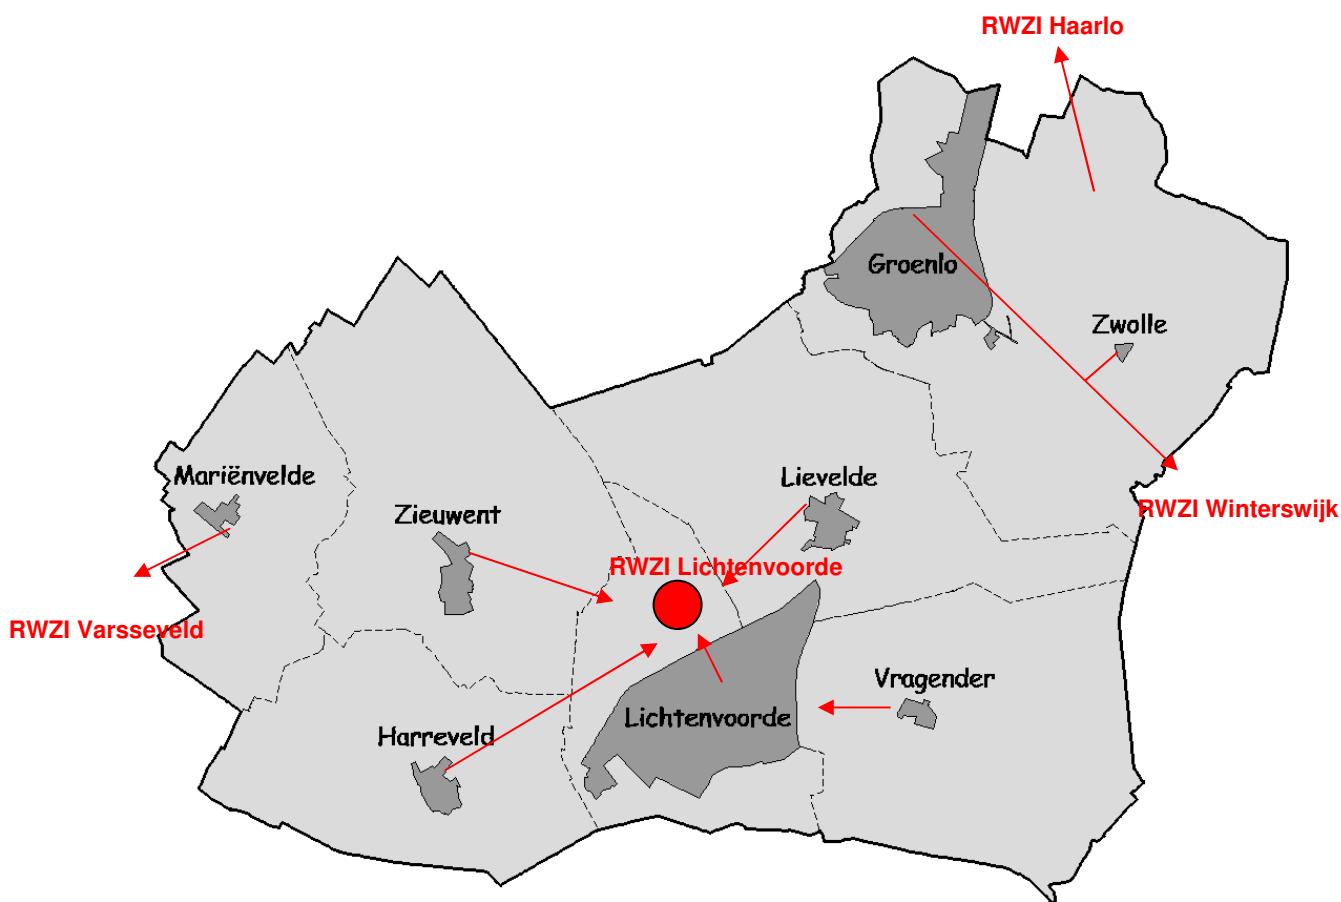 RWZI Haarlo
Groenlo
Zwolle
Mariënvelde
Lievelde
Zieuwent
RWZI Winterswijk
RWZI Lichtenvoorde
RWZI Varsseveld
Vragender
Lichtenvoorde
Harreveld